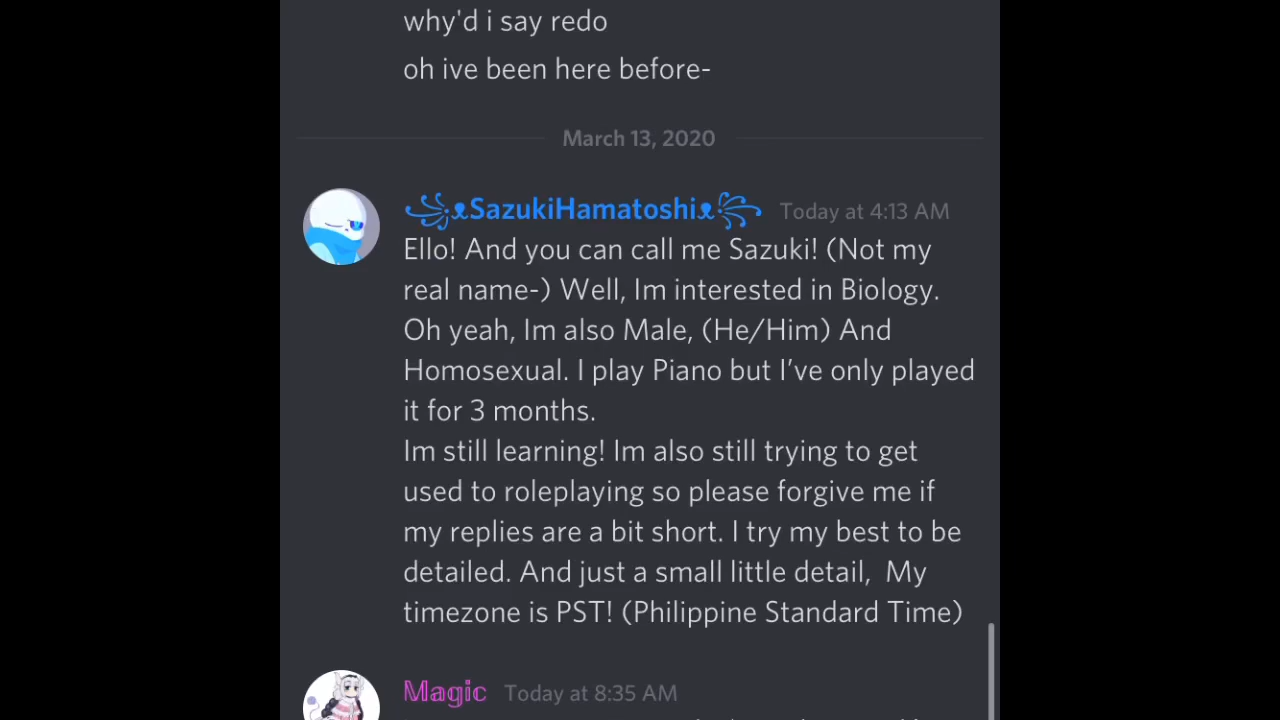 why'd i say redo
oh ive been here before-
March 13, 2020
SazukiHamatoshi Today at 4:13 AM
Ello! And you can call me Sazuki! (Not my
real name-) Well, Im interested in Biology.
Oh yeah, Im also Male, (He/Him) And
Homosexual. I play Piano but I’ve only played
it for 3 months.
Im still learning! Im also still trying to get
used to roleplaying so please forgive me if
my replies are a bit short. I try my best to be
detailed. And just a small little detail,  My
timezone is PST! (Philippine Standard Time)
𝕄𝕒𝕘𝕚𝕔 Today at 8:35 AM